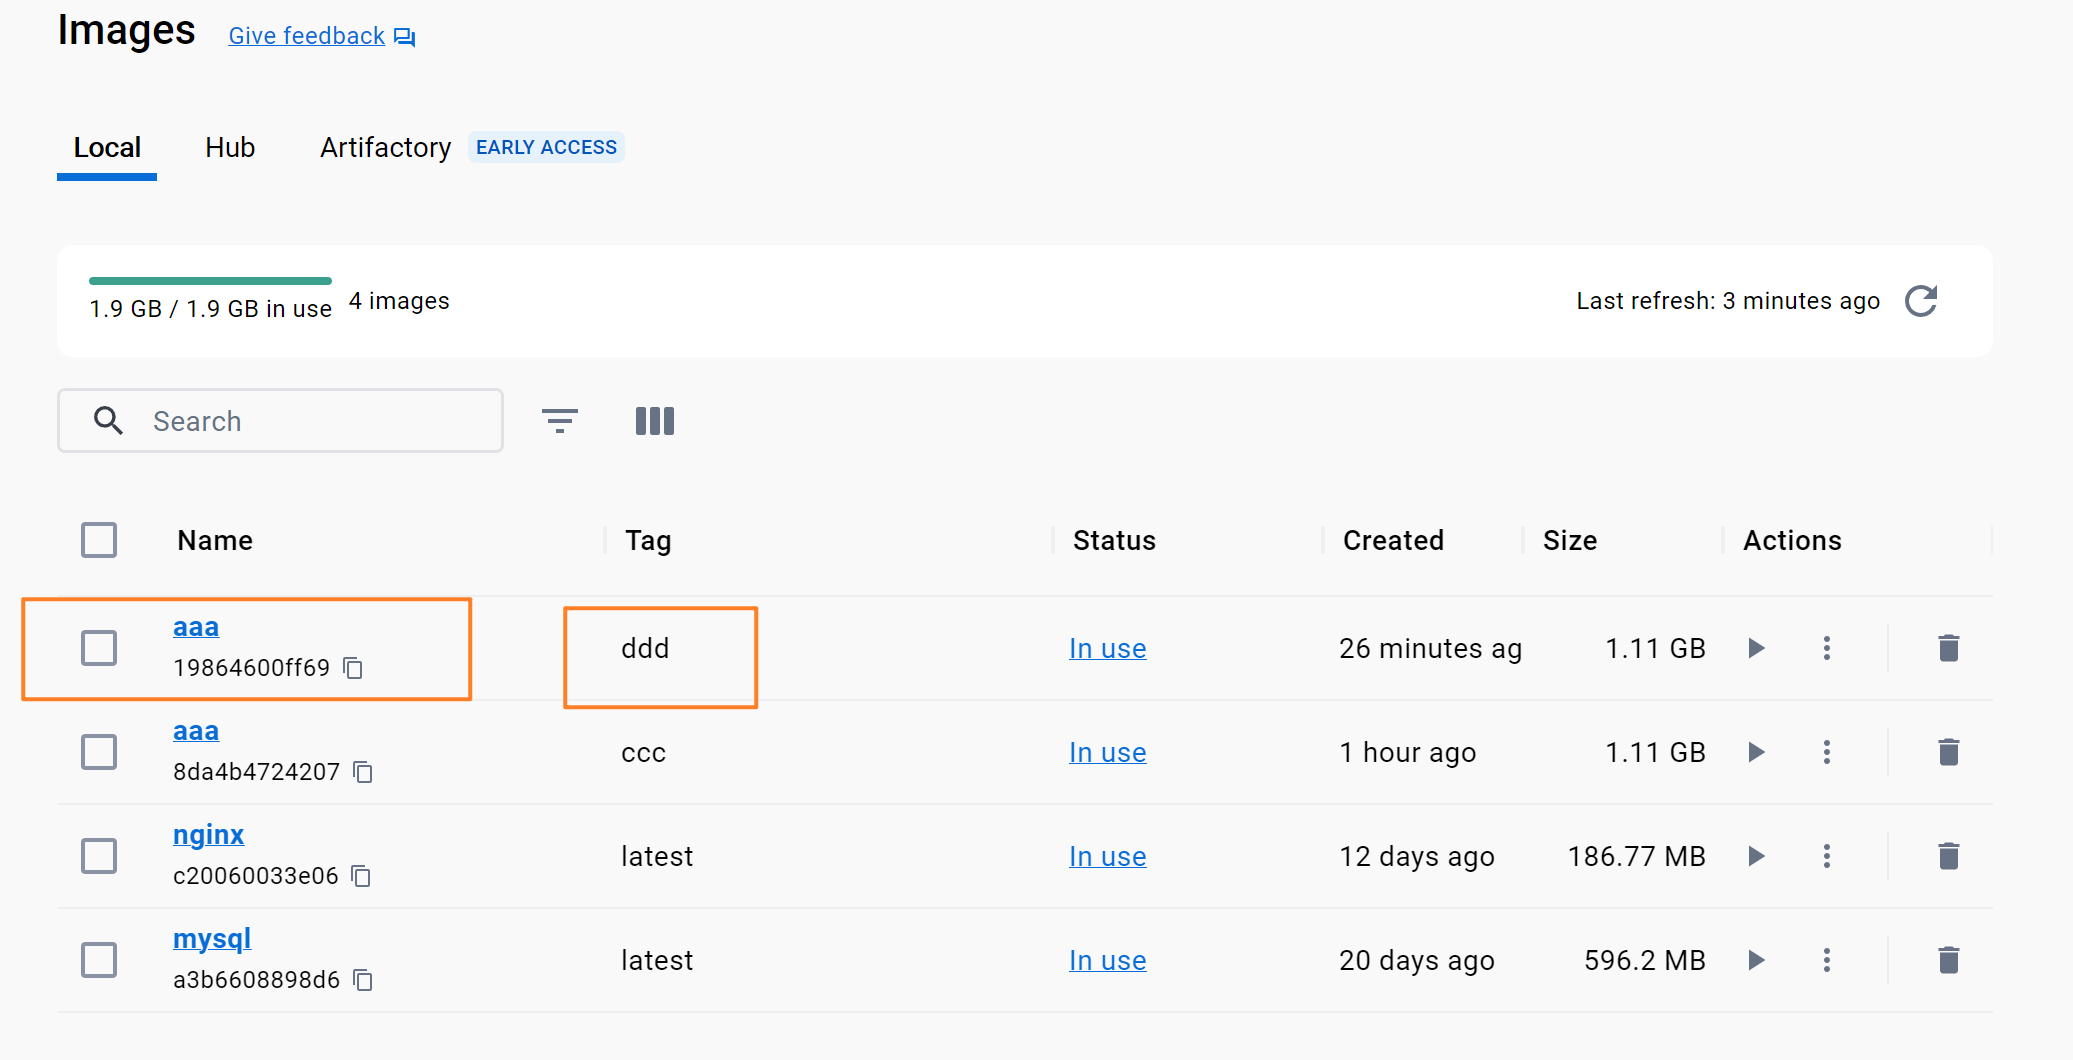 Images Give feedback
Local Hub Artifactory EARLY ACCESS
1.9 GB / 1.9 GB in use 4 images Last refresh: 3 minutes ago
Search
Name Tag Status Created Size Actions
aaa
19864600ff69 ddd In use 26 minutes ag 1.11 GB
aaa
8da4b4724207 ccc In use 1 hour ago 1.11 GB
nginx
c20060033e06 latest In use 12 days ago 186.77 MB
mysql
a3b6608898d6 latest In use 20 days ago 596.2 MB